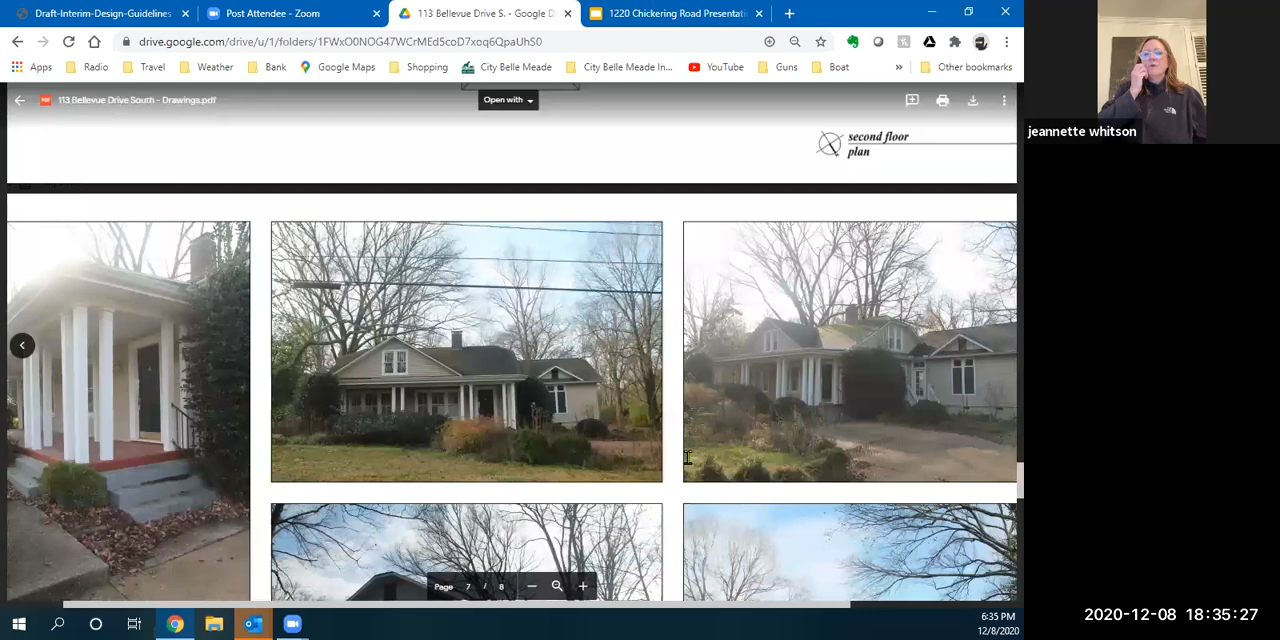 Draft-Interim-Design-Guidelines
Post Attendee - Zoom
113 Bellevue Drive S. - Google D
1220 Chickering Road Presentati
drive.google.com/drive/u/1/folders/1FWxO0NOG47WCrMEd5coD7xoq6QpaUhS0
Apps Radio Travel Weather Bank Google Maps Shopping City Belle Meade City Belle Meade In... YouTube Guns Boat » Other bookmarks
113 Bellevue Drive South - Drawings.pdf
Open with
second floor
plan
jeannette whitson
Page 7 / 8
6:35 PM
12/8/2020
2020-12-08 18:35:27